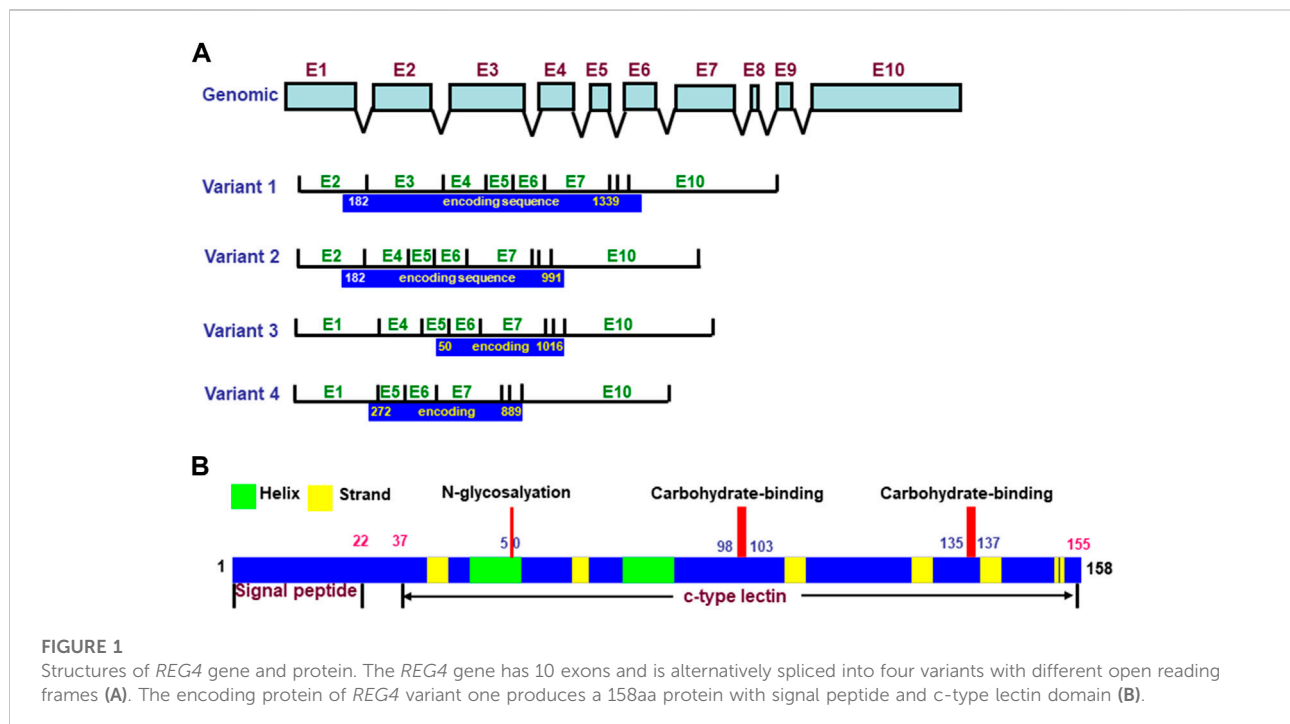 A
E1 E2 E3 E4 E5 E6 E7 E8 E9 E10
Genomic
Variant 1 E2 E3 E4 E5 E6 E7 E10
182 encoding sequence 1339
Variant 2 E2 E4 E5 E6 E7 E10
182 encoding sequence 991
Variant 3 E1 E4 E5 E6 E7 E10
50 encoding 1016
Variant 4 E1 E5 E6 E7 E10
272 encoding 889
B
Helix Strand N-glycosalyation Carbohydrate-binding Carbohydrate-binding
22 37 50 98 103 135 137 155
1 158
Signal peptide c-type lectin
FIGURE 1
Structures of REG4 gene and protein. The REG4 gene has 10 exons and is alternatively spliced into four variants with different open reading
frames (A). The encoding protein of REG4 variant one produces a 158aa protein with signal peptide and c-type lectin domain (B).